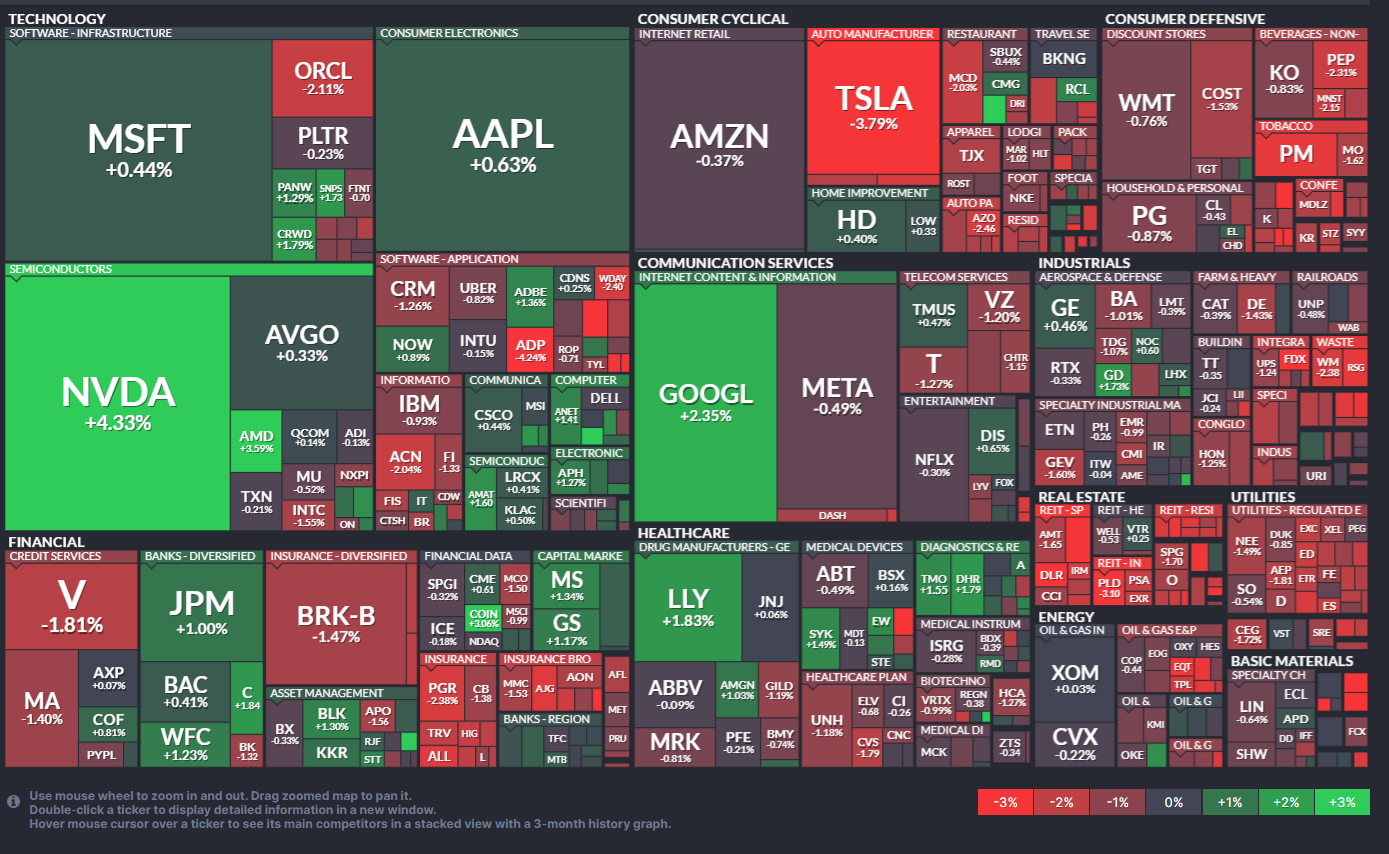 TECHNOLOGY
SOFTWARE - INFRASTRUCTURE
MSFT
+0.44%
ORCL
-2.11%
PLTR
-0.23%
PANW
+1.29%
SNPS
+1.73
FTNT
-0.70
CRWD
+1.79%
CONSUMER ELECTRONICS
AAPL
+0.63%
SEMICONDUCTORS
NVDA
+4.33%
AVGO
+0.33%
AMD
+3.59%
QCOM
+0.14%
ADI
-0.13%
TXN
-0.21%
MU
-0.52%
NXPI
INTC
-1.55%
ON
SOFTWARE - APPLICATION
CRM
-1.26%
UBER
-0.82%
ADBE
+1.36%
CDNS
+0.25%
WDAY
-2.40
NOW
+0.89%
INTU
-0.15%
ADP
-4.24%
ROP
-0.71
TYL
INFORMATIO
IBM
-0.93%
ACN
-2.04%
FI
-1.33
FIS
IT
CDW
CTSH
BR
COMMUNICA
CSCO
+0.44%
MSI
COMPUTER
ANET
+1.41
DELL
SEMICONDUC
AMAT
+1.60
LRCX
+0.41%
KLAC
+0.50%
ELECTRONIC
APH
+1.27%
SCIENTIFI
CONSUMER CYCLICAL
INTERNET RETAIL
AMZN
-0.37%
AUTO MANUFACTURER
TSLA
-3.79%
HOME IMPROVEMENT
HD
+0.40%
LOW
+0.33
RESTAURANT
MCD
-2.03%
SBUX
-0.44%
CMG
DRI
TRAVEL SE
BKNG
RCL
APPAREL
TJX
ROST
LODGI
MAR
-1.02
HLT
PACK
FOOT
NKE
SPECIA
AUTO PA
AZO
-2.46
RESID
CONSUMER DEFENSIVE
DISCOUNT STORES
WMT
-0.76%
COST
-1.53%
TGT
BEVERAGES - NON-
KO
-0.83%
PEP
-2.31%
MNST
-2.15
TOBACCO
PM
MO
-1.62
HOUSEHOLD & PERSONAL
PG
-0.87%
CL
-0.43
EL
CHD
K
CONFE
MDLZ
KR
STZ
SYY
COMMUNICATION SERVICES
INTERNET CONTENT & INFORMATION
GOOGL
+2.35%
META
-0.49%
DASH
TELECOM SERVICES
TMUS
+0.47%
VZ
-1.20%
T
-1.27%
CHTR
-1.15
ENTERTAINMENT
NFLX
-0.30%
DIS
+0.65%
LYV
FOX
INDUSTRIALS
AEROSPACE & DEFENSE
GE
+0.46%
BA
-1.01%
LMT
-0.39%
RTX
-0.33%
TDG
-1.07%
NOC
+0.60
GD
+1.73%
LHX
FARM & HEAVY
CAT
-0.39%
DE
-1.43%
RAILROADS
UNP
-0.48%
WAB
BUILDIN
TT
-0.35
JCI
-0.24
LII
INTEGRA
UPS
-1.24
FDX
WASTE
WM
-2.38
RSG
SPECIALTY INDUSTRIAL MA
ETN
PH
-0.26
EMR
-0.99
GEV
-1.60%
ITW
-0.04
CMI
AME
IR
CONGLO
HON
-1.25%
SPECI
INDUS
URI
FINANCIAL
CREDIT SERVICES
V
-1.81%
MA
-1.40%
AXP
+0.07%
COF
+0.81%
PYPL
BANKS - DIVERSIFIED
JPM
+1.00%
BAC
+0.41%
C
+1.84
WFC
+1.23%
BK
-1.32
INSURANCE - DIVERSIFIED
BRK-B
-1.47%
ASSET MANAGEMENT
BX
-0.33%
BLK
+1.30%
APO
-1.56
KKR
RJF
STT
FINANCIAL DATA
SPGI
-0.32%
CME
+0.61
MCO
-1.50
ICE
-0.18%
COIN
+3.06%
MSCI
-0.99
NDAQ
CAPITAL MARKE
MS
+1.34%
GS
+1.17%
INSURANCE
PGR
-2.38%
CB
-1.38
TRV
HIG
ALL
L
INSURANCE BRO
MMC
-1.53
AJG
AON
BANKS - REGION
TFC
MTB
AFL
MET
PRU
HEALTHCARE
DRUG MANUFACTURERS - GE
LLY
+1.83%
JNJ
+0.06%
ABBV
-0.09%
AMGN
+1.03%
GILD
-1.19%
MRK
-0.81%
PFE
-0.21%
BMY
-0.74%
MEDICAL DEVICES
ABT
-0.49%
BSX
+0.16%
SYK
+1.49%
MDT
-0.13
EW
STE
HEALTHCARE PLAN
UNH
-1.18%
ELV
-0.68
CI
-0.26
CVS
-1.79
CNC
DIAGNOSTICS & RE
TMO
+1.55
DHR
+1.79
A
MEDICAL INSTRUM
ISRG
-0.28%
BDX
-0.39
RMD
BIOTECHNO
VRTX
-0.99%
REGN
-0.38
MEDICAL DI
MCK
HCA
-1.27%
ZTS
-0.34
REAL ESTATE
REIT - SP
AMT
-1.65
DLR
IRM
CCI
REIT - HE
WELL
-0.53
VTR
+0.25
REIT - IN
PLD
-3.10
PSA
EXR
REIT - RESI
SPG
-1.70
O
UTILITIES
UTILITIES - REGULATED E
NEE
-1.49%
DUK
-0.85
EXC
XEL
PEG
ED
SO
-0.54%
AEP
-1.81
ETR
FE
D
ES
CEG
-1.72%
VST
SRE
ENERGY
OIL & GAS IN
XOM
+0.03%
CVX
-0.22%
OIL & GAS E&P
COP
-0.44
EOG
OXY
HES
EQT
TPL
OIL &
KMI
OKE
OIL & G
OIL & G
BASIC MATERIALS
SPECIALTY CH
LIN
-0.64%
ECL
APD
DD
IFF
SHW
FCX
Use mouse wheel to zoom in and out. Drag zoomed map to pan it.
Double-click a ticker to display detailed information in a new window.
Hover mouse cursor over a ticker to see its main competitors in a stacked view with a 3-month history graph.
-3%
-2%
-1%
0%
+1%
+2%
+3%